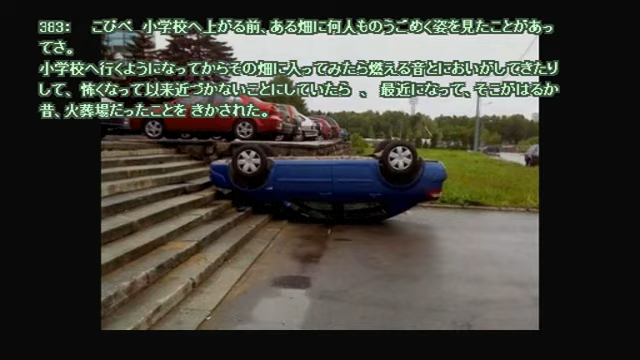 363:　　こぴぺ　小学校へ上がる前、ある畑に何人ものうごめく姿を見たことがあっ
てさ。
小学校へ行くようになってからその畑に入ってみたら燃える音とにおいがしてきたり
して、怖くなって以来近づかないことにしていたら　、　最近になって、そこがはるか
昔、火葬場だったことを きかされた。